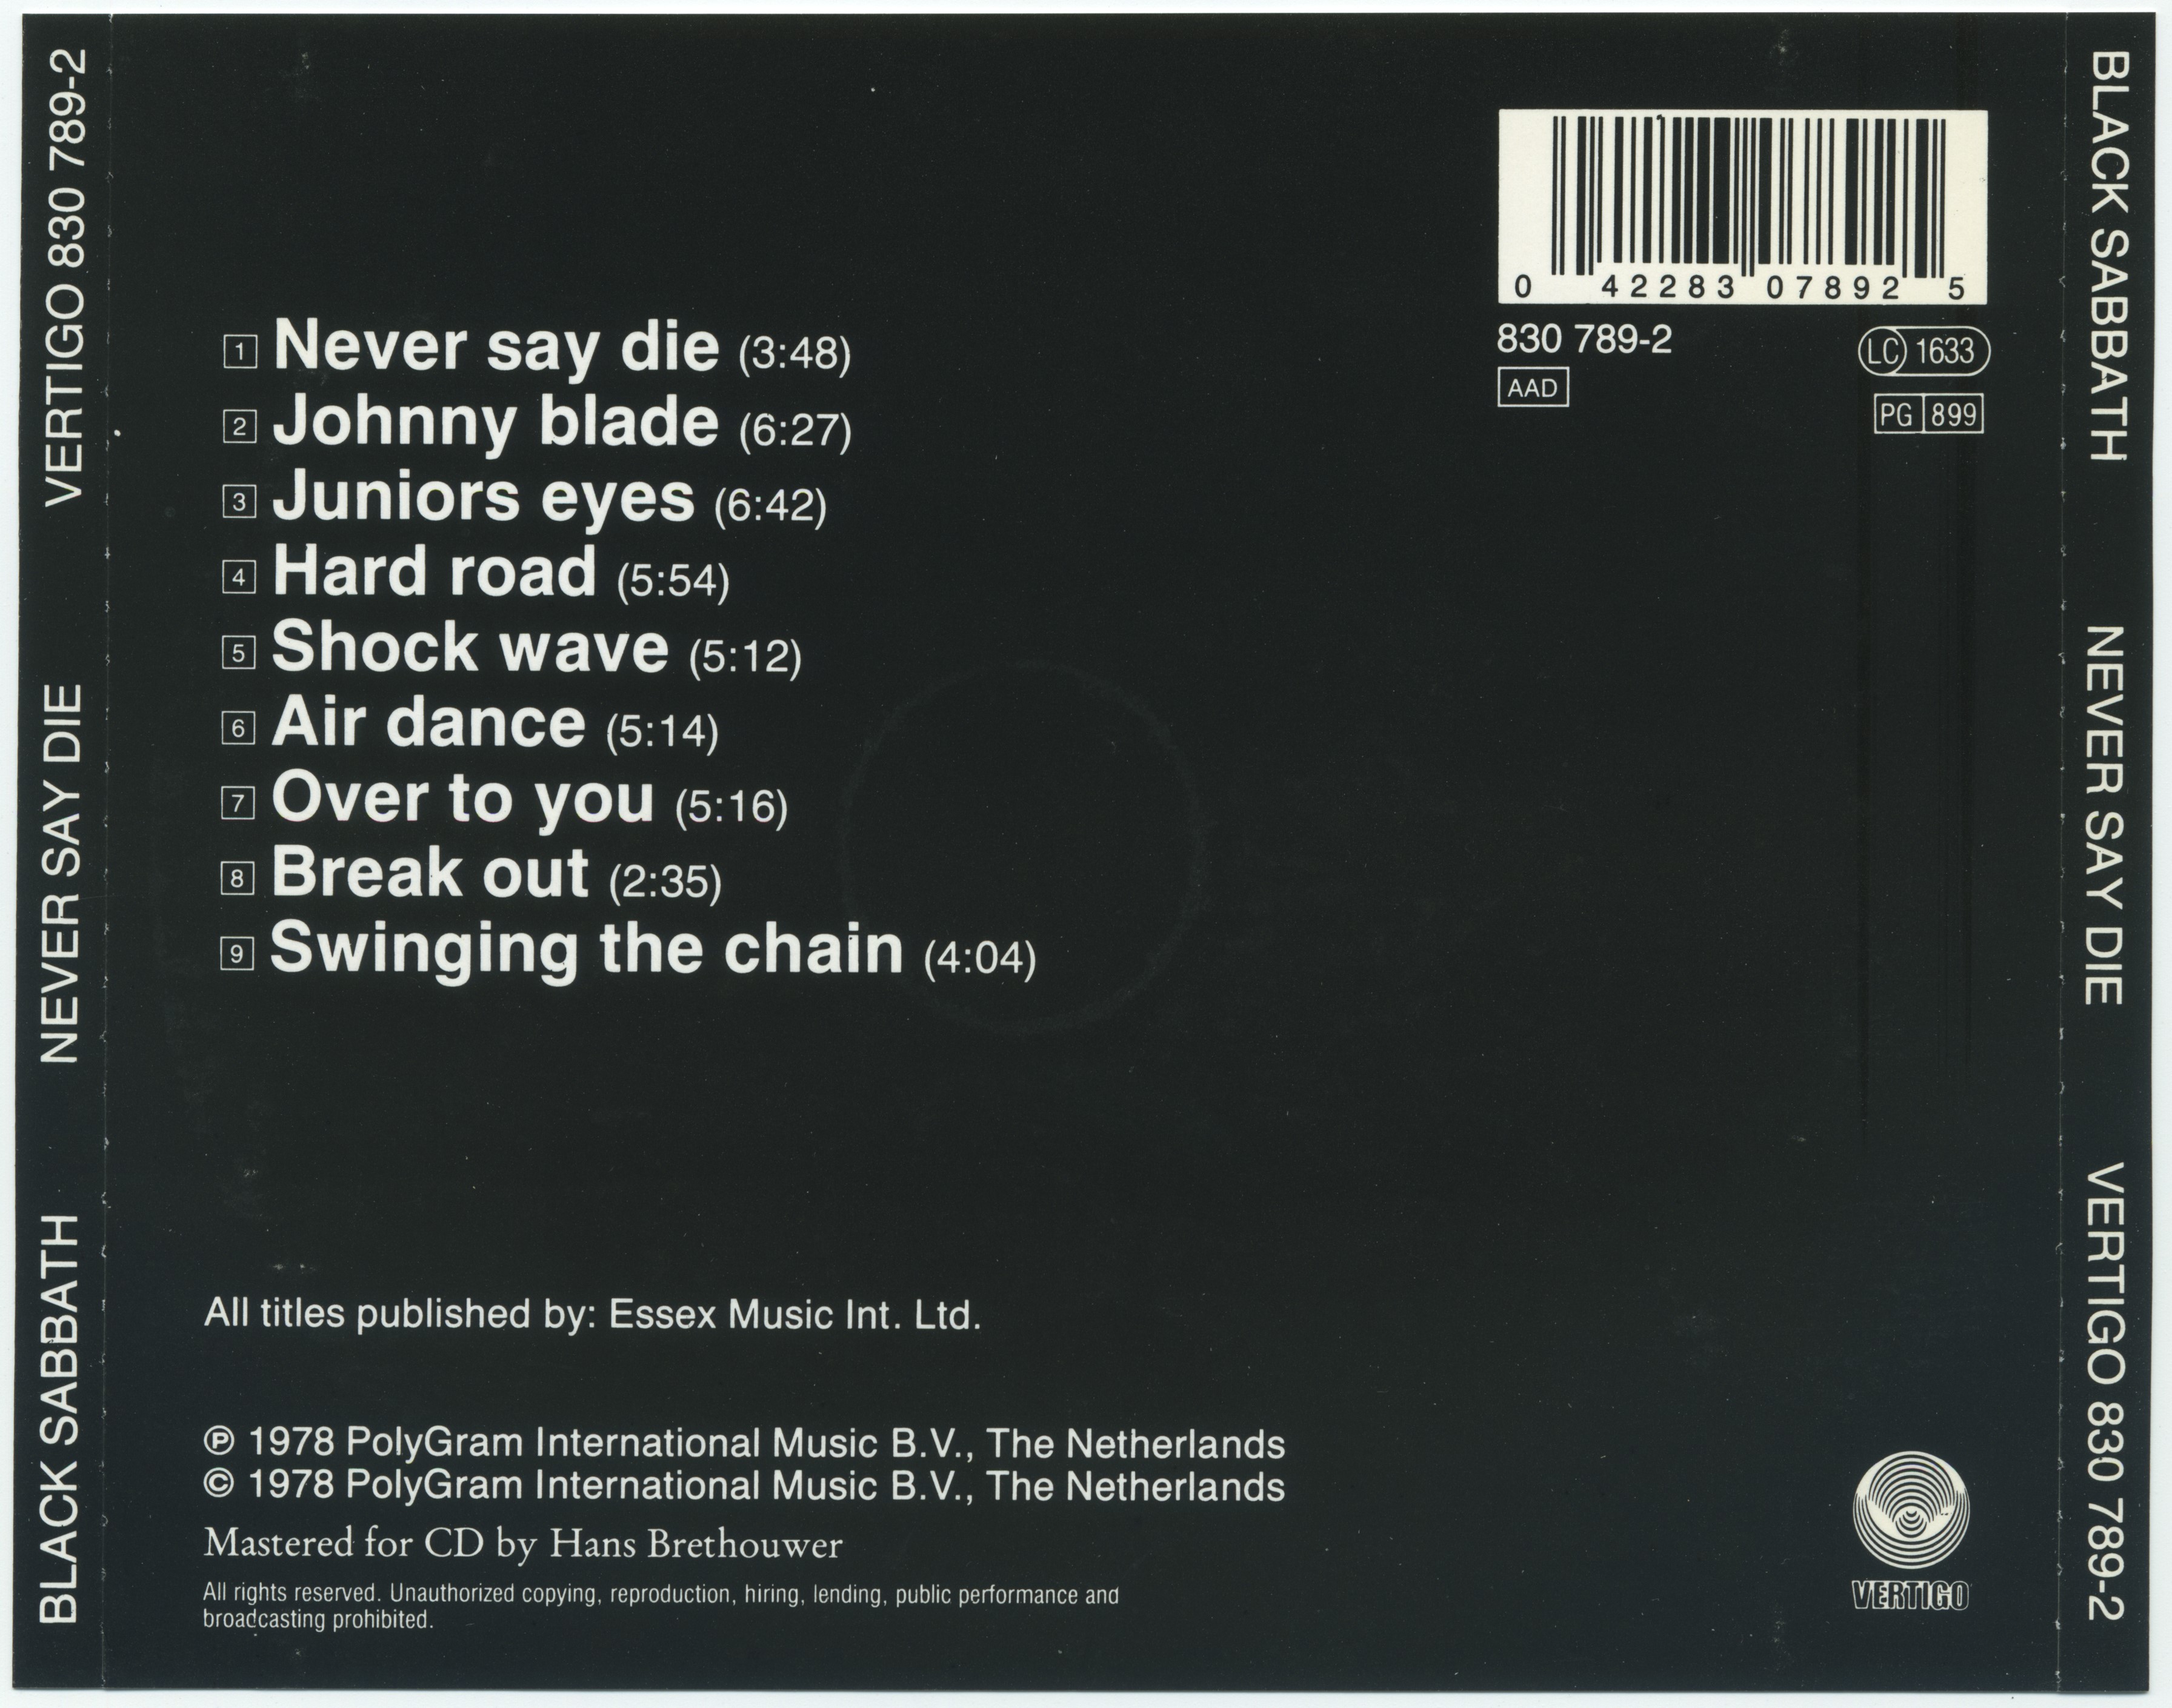 VERTIGO 830 789-2
NEVER SAY DIE
BLACK SABBATH
0 42283 07892 5
830 789-2
LC 1633
AAD
PG 899
1 Never say die (3:48)
2 Johnny blade (6:27)
3 Juniors eyes (6:42)
4 Hard road (5:54)
5 Shock wave (5:12)
6 Air dance (5:14)
7 Over to you (5:16)
8 Break out (2:35)
9 Swinging the chain (4:04)
All titles published by: Essex Music Int. Ltd.
℗ 1978 PolyGram International Music B.V., The Netherlands
© 1978 PolyGram International Music B.V., The Netherlands
Mastered for CD by Hans Brethouwer
All rights reserved. Unauthorized copying, reproduction, hiring, lending, public performance and
broadcasting prohibited.
VERTIGO
BLACK SABBATH
NEVER SAY DIE
VERTIGO 830 789-2